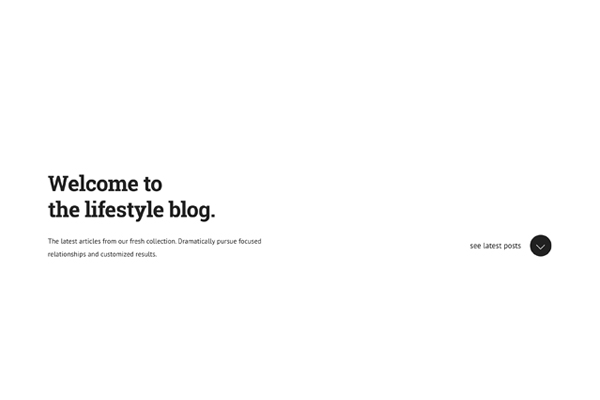 Welcome to
the lifestyle blog.
The latest articles from our fresh collection. Dramatically pursue focused
relationships and customized results.
see latest posts